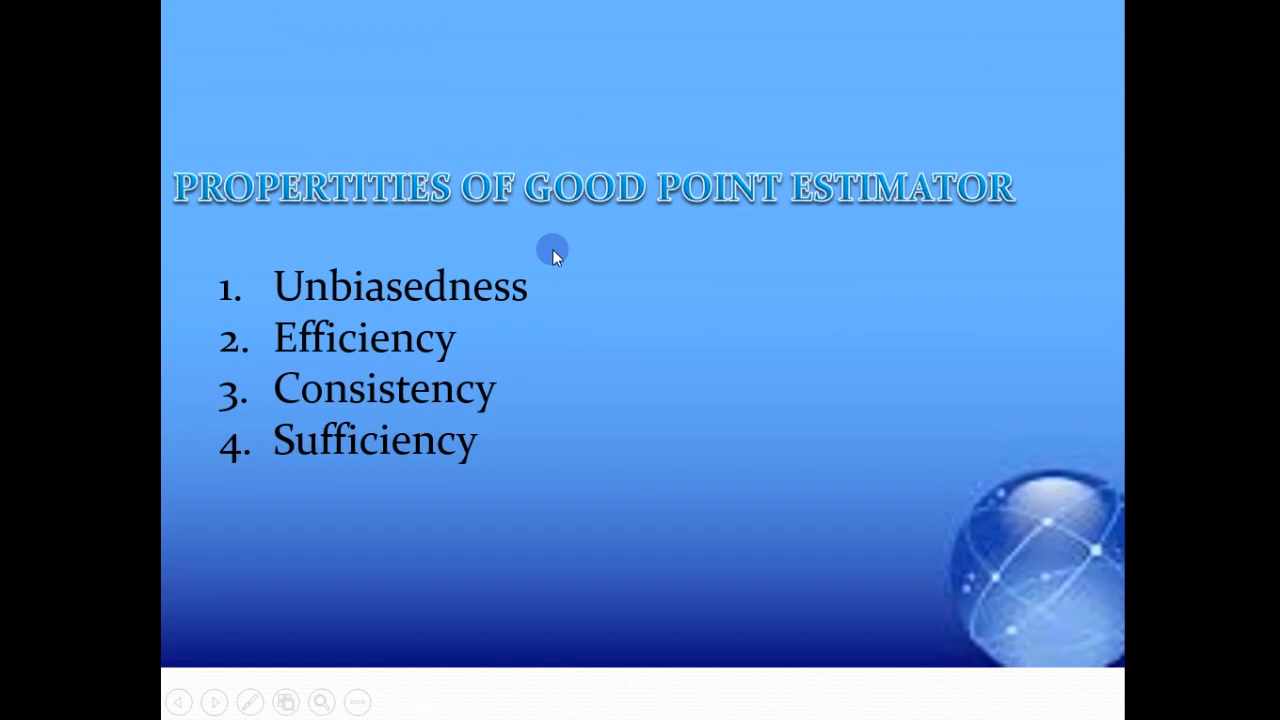 PROPERTITIES OF GOOD POINT ESTIMATOR
1. Unbiasedness
2. Efficiency
3. Consistency
4. Sufficiency